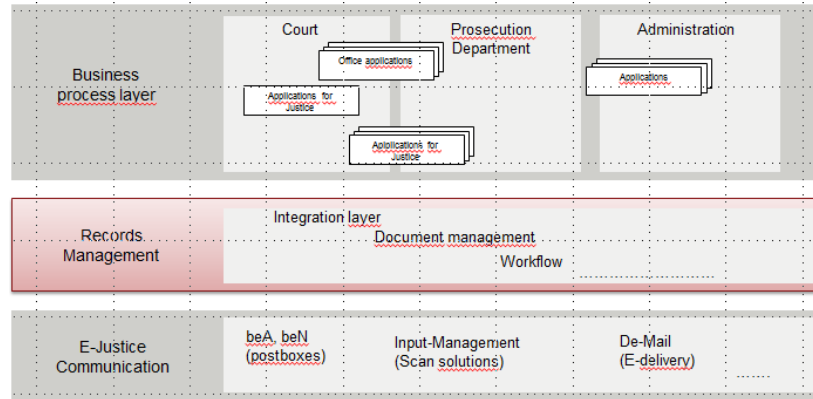 Court
Prosecution
Department
Administration
Business
process layer
Office applications
Applications
Applications for
Justice
Aplplications for
Justice
Records
Management
Integration layer
Document management
Workflow
............................
E-Justice
Communication
beA, beN
(postboxes)
Input-Management
(Scan solutions)
De-Mail
(E-delivery)
.......